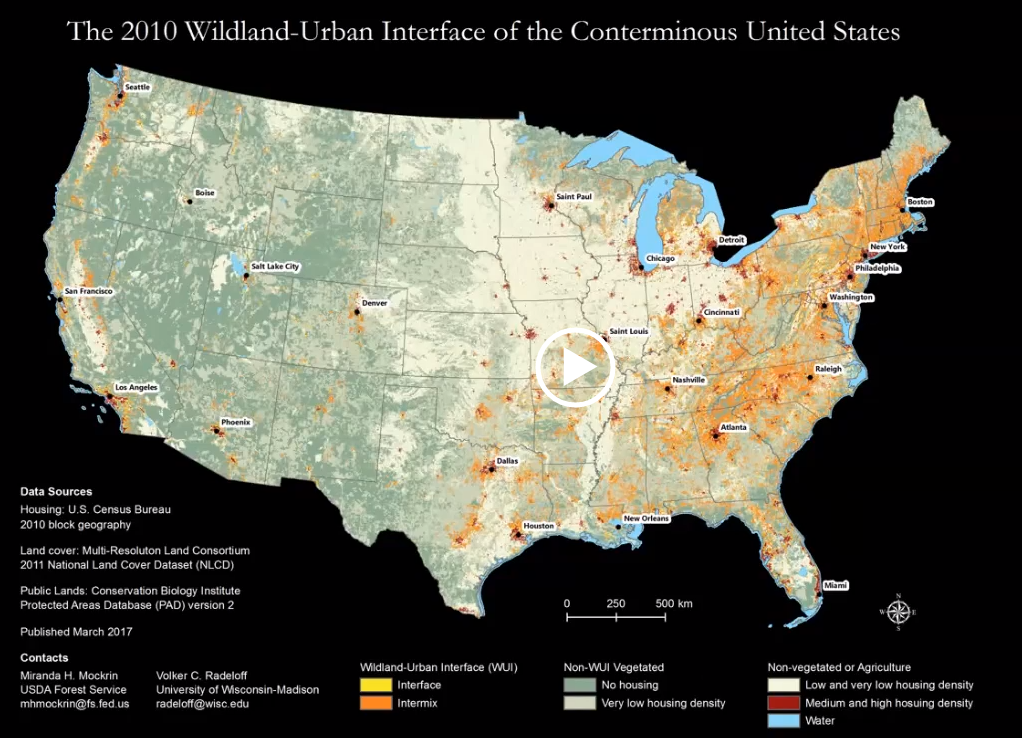 The 2010 Wildland-Urban Interface of the Conterminous United States
Seattle
Boise
Saint Paul
Boston
Detroit
New York
Chicago
Salt Lake City
Philadelphia
San Francisco
Washington
Denver
Cincinnati
Saint Louis
Raleigh
Nashville
Los Angeles
Phoenix
Atlanta
Dallas
New Orleans
Houston
Miami
Data Sources
Housing: U.S. Census Bureau
2010 block geography
Land cover: Multi-Resoluton Land Consortium
2011 National Land Cover Dataset (NLCD)
Public Lands: Conservation Biology Institute
Protected Areas Database (PAD) version 2
Published March 2017
Contacts
Miranda H. Mockrin
USDA Forest Service
mhmockrin@fs.fed.us
Volker C. Radeloff
University of Wisconsin-Madison
radeloff@wisc.edu
0 250 500 km
N
W E
S
Wildland-Urban Interface (WUI)
Interface
Intermix
Non-WUI Vegetated
No housing
Very low housing density
Non-vegetated or Agriculture
Low and very low housing density
Medium and high hosuing density
Water